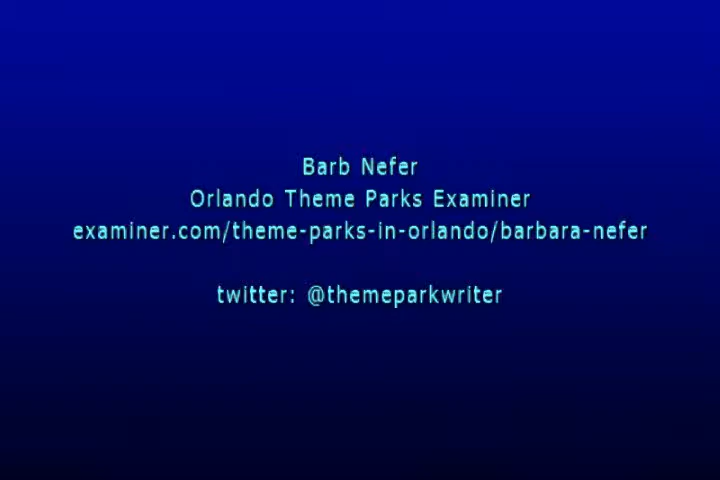 Barb Nefer
Orlando Theme Parks Examiner
examiner.com/theme-parks-in-orlando/barbara-nefer
twitter: @themeparkwriter